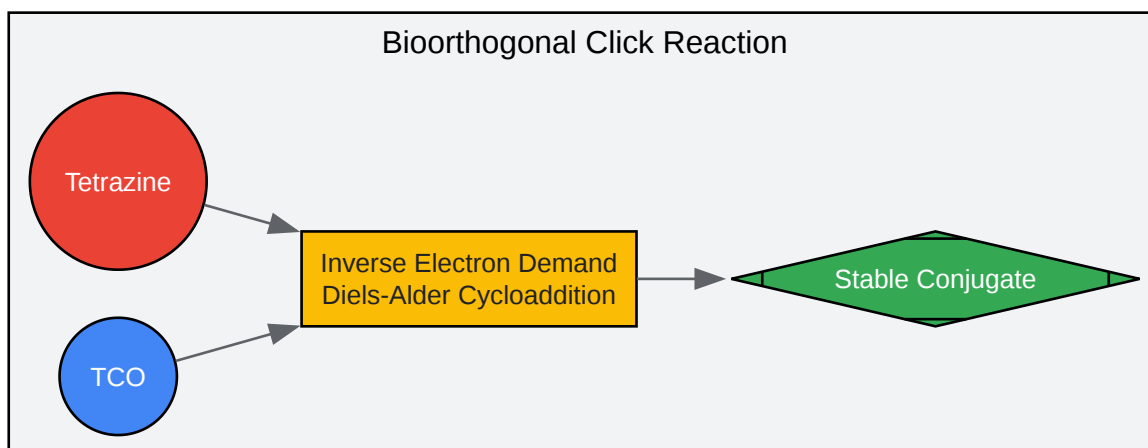 Bioorthogonal Click Reaction
Tetrazine
Inverse Electron Demand
Diels-Alder Cycloaddition
Stable Conjugate
TCO